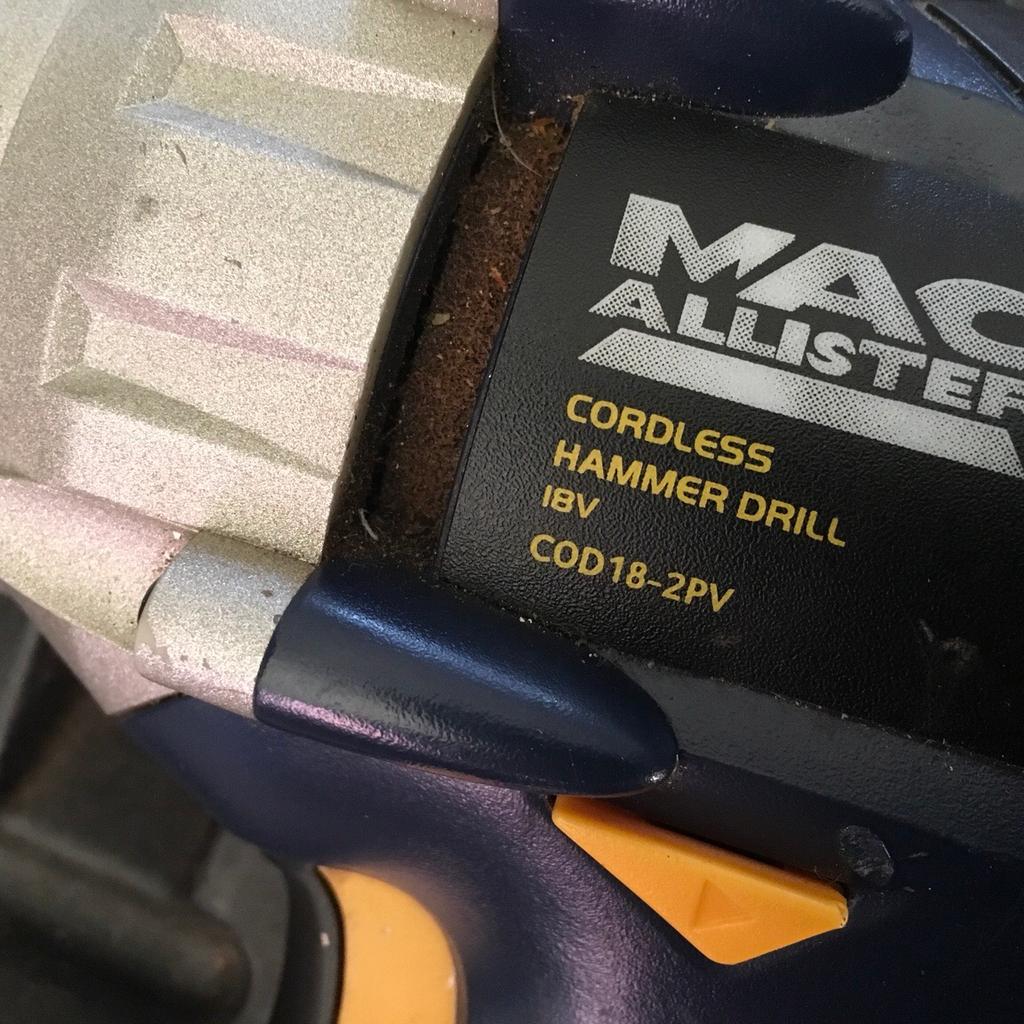 MAC
ALLISTER
CORDLESS
HAMMER DRILL
18V
COD18-2PV